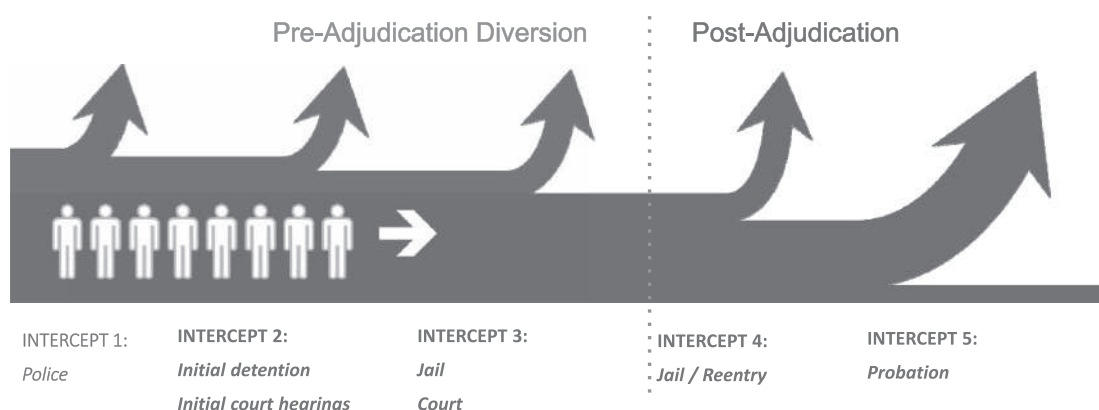 Pre-Adjudication Diversion
Post-Adjudication
INTERCEPT 1:
Police
INTERCEPT 2:
Initial detention
Initial court hearings
INTERCEPT 3:
Jail
Court
INTERCEPT 4:
Jail / Reentry
INTERCEPT 5:
Probation